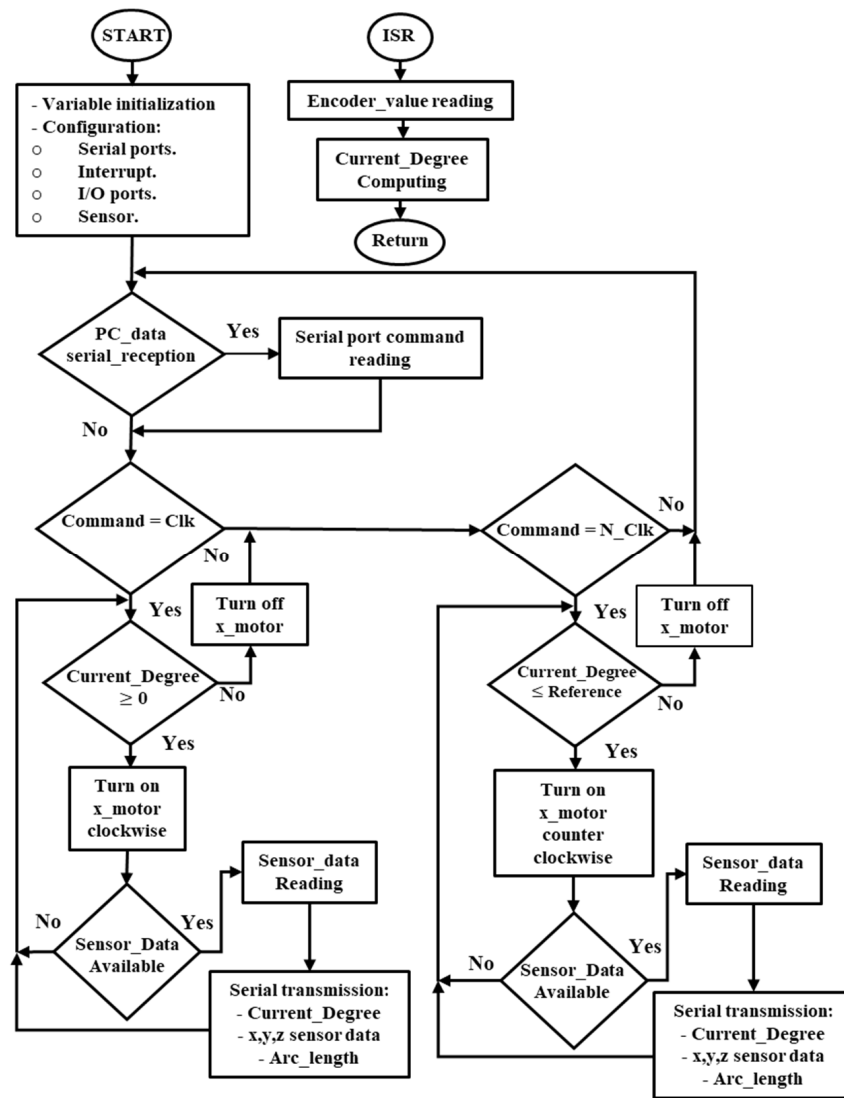 START
- Variable initialization
- Configuration:
o Serial ports.
o Interrupt.
o I/O ports.
o Sensor.
ISR
Encoder_value reading
Current_Degree
Computing
Return
PC_data
serial_reception
Yes
Serial port command
reading
No
Command = Clk
No
Yes
Turn off
x_motor
Current_Degree
≥ 0
No
Yes
Turn on
x_motor
clockwise
Sensor_Data
Available
No
Yes
Sensor_data
Reading
Serial transmission:
- Current_Degree
- x,y,z sensor data
- Arc_length
Command = N_Clk
No
Yes
Turn off
x_motor
Current_Degree
≤ Reference
No
Yes
Turn on
x_motor
counter
clockwise
Sensor_Data
Available
No
Yes
Sensor_data
Reading
Serial transmission:
- Current_Degree
- x,y,z sensor data
- Arc_length